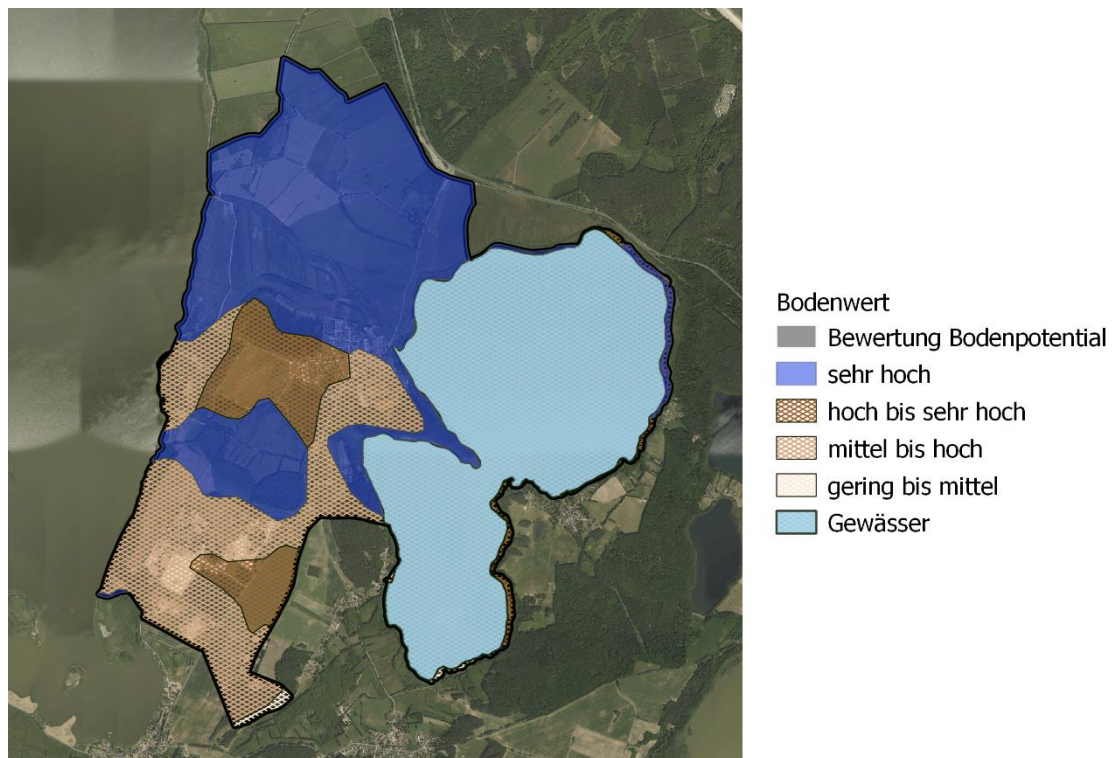 Bodenwert
Bewertung Bodenpotential
sehr hoch
hoch bis sehr hoch
mittel bis hoch
gering bis mittel
Gewässer